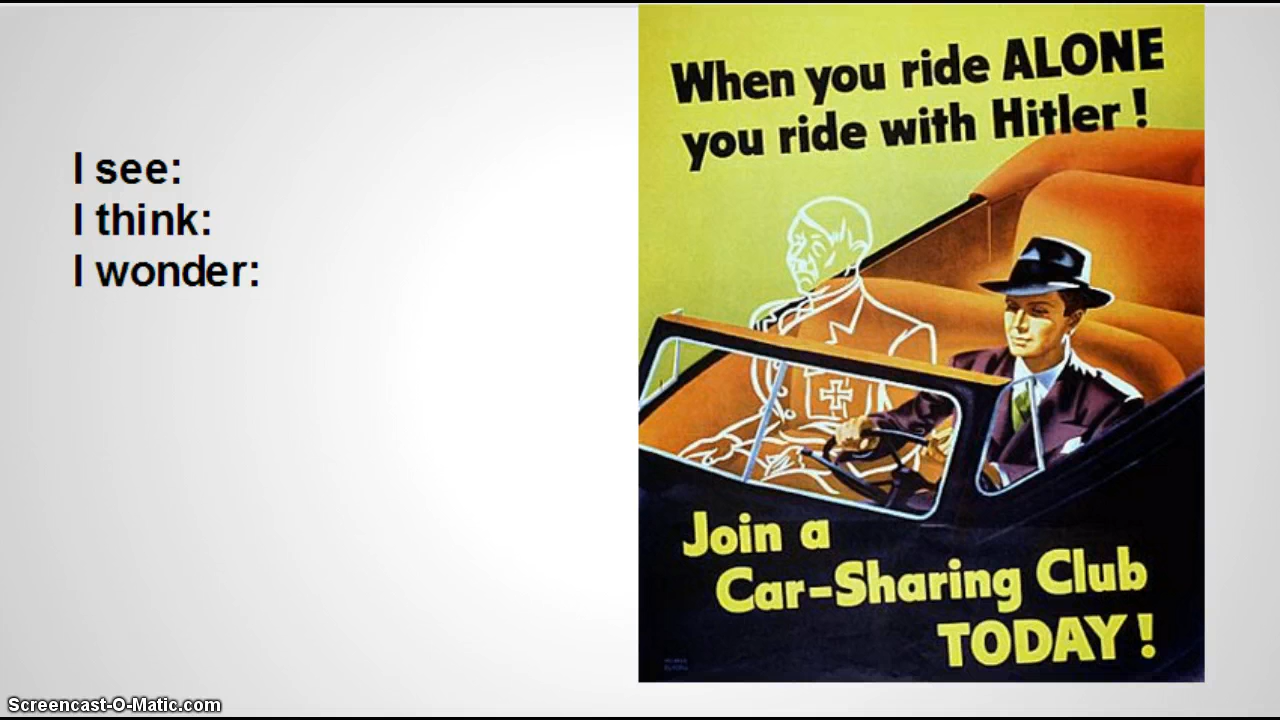 I see:
I think:
I wonder:
When you ride ALONE
you ride with Hitler !
Join a
Car-Sharing Club
TODAY !
Screencast-O-Matic.com